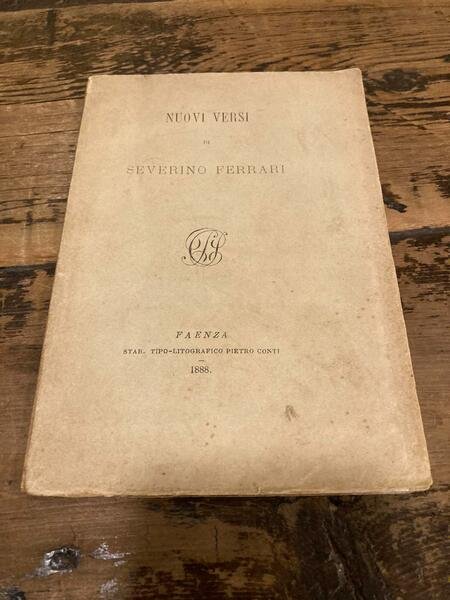 NUOVI VERSI
DI
SEVERINO FERRARI
FAENZA
STAB. TIPO-LITOGRAFICO PIETRO CONTI
—
1888.